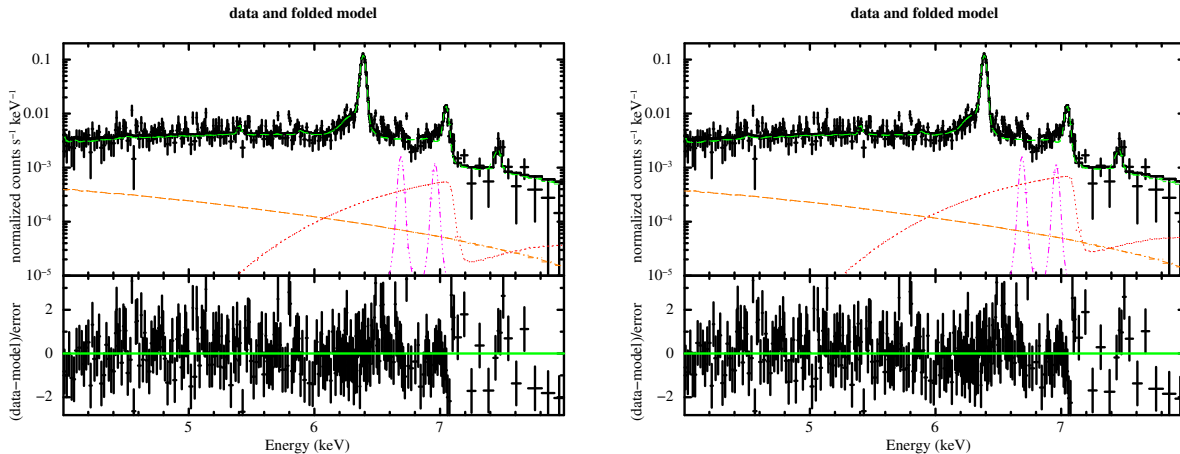 data and folded model
0.1
0.01
10⁻³
10⁻⁴
10⁻⁵
normalized counts s⁻¹ keV⁻¹
2
0
−2
(data−model)/error
5
6
7
Energy (keV)
data and folded model
0.1
0.01
10⁻³
10⁻⁴
10⁻⁵
normalized counts s⁻¹ keV⁻¹
2
0
−2
(data−model)/error
5
6
7
Energy (keV)